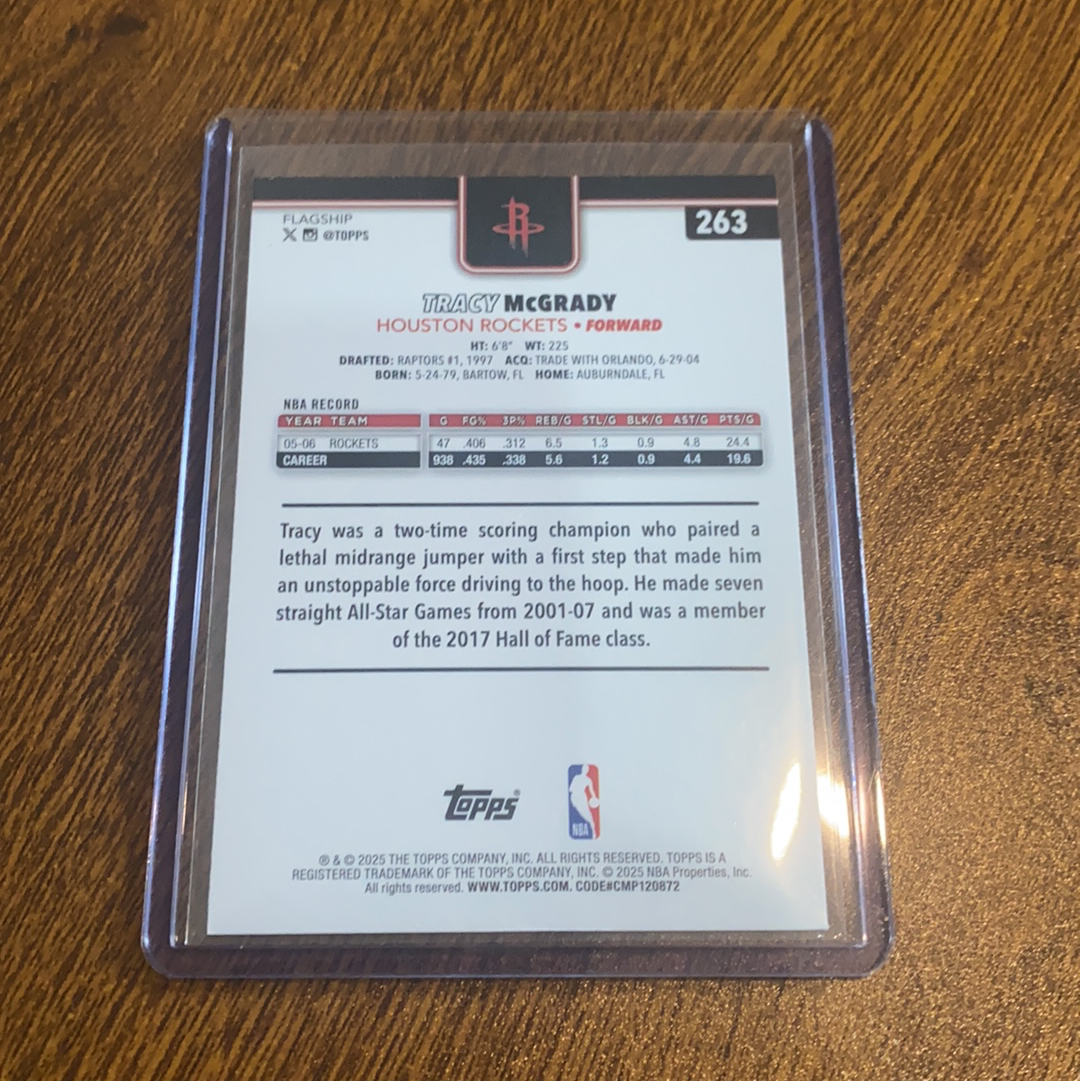 FLAGSHIP
@TOPPS
R
263
TRACY McGRADY
HOUSTON ROCKETS • FORWARD
HT: 6'8" WT: 225
DRAFTED: RAPTORS #1, 1997 ACQ: TRADE WITH ORLANDO, 6-29-04
BORN: 5-24-79, BARTOW, FL HOME: AUBURNDALE, FL
NBA RECORD
YEAR TEAM G FG% 3P% REB/G STL/G BLK/G AST/G PTS/G
05-06 ROCKETS 47 .406 .312 6.5 1.3 0.9 4.8 24.4
CAREER 938 .435 .338 5.6 1.2 0.9 4.4 19.6
Tracy was a two-time scoring champion who paired a
lethal midrange jumper with a first step that made him
an unstoppable force driving to the hoop. He made seven
straight All-Star Games from 2001-07 and was a member
of the 2017 Hall of Fame class.
Topps®
NBA
® & © 2025 THE TOPPS COMPANY, INC. ALL RIGHTS RESERVED. TOPPS IS A
REGISTERED TRADEMARK OF THE TOPPS COMPANY, INC. © 2025 NBA Properties, Inc.
All rights reserved. WWW.TOPPS.COM. CODE#CMP120872